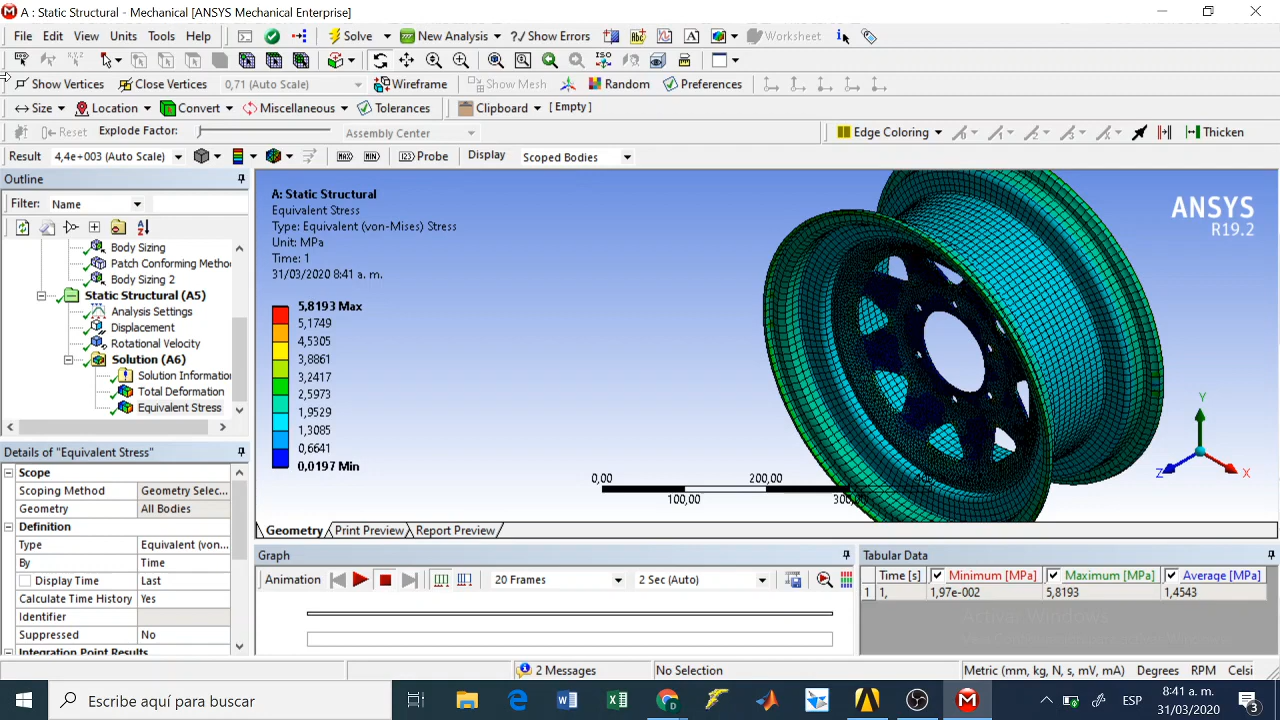 A : Static Structural - Mechanical [ANSYS Mechanical Enterprise]
File Edit View Units Tools Help Solve New Analysis ?/ Show Errors Worksheet
Show Vertices Close Vertices 0,71 (Auto Scale) Wireframe Show Mesh Random Preferences
Size Location Convert Miscellaneous Tolerances Clipboard [ Empty ]
Reset Explode Factor: Assembly Center Edge Coloring Thicken
Result 4,4e+003 (Auto Scale) MAX MIN Probe Display Scoped Bodies
Outline
Filter: Name
Body Sizing
Patch Conforming Metho
Body Sizing 2
Static Structural (A5)
Analysis Settings
Displacement
Rotational Velocity
Solution (A6)
Solution Informatio
Total Deformation
Equivalent Stress
Details of "Equivalent Stress"
Scope
Scoping Method Geometry Selec...
Geometry All Bodies
Definition
Type Equivalent (von-...
By Time
Display Time Last
Calculate Time History Yes
Identifier
Suppressed No
Integration Point Results
A: Static Structural
Equivalent Stress
Type: Equivalent (von-Mises) Stress
Unit: MPa
Time: 1
31/03/2020 8:41 a. m.
5,8193 Max
5,1749
4,5305
3,8861
3,2417
2,5973
1,9529
1,3085
0,6641
0,0197 Min
ANSYS
R19.2
0,00 200,00 400
100,00 300,
Y
Z X
Geometry Print Preview Report Preview
Graph
Animation 20 Frames 2 Sec (Auto)
Tabular Data
Time [s] Minimum [MPa] Maximum [MPa] Average [MPa]
1 1, 1,97e-002 5,8193 1,4543
Activar Windows
2 Messages No Selection Metric (mm, kg, N, s, mV, mA) Degrees RPM Celsi
Escribe aquí para buscar
ESP
8:41 a. m.
31/03/2020
3